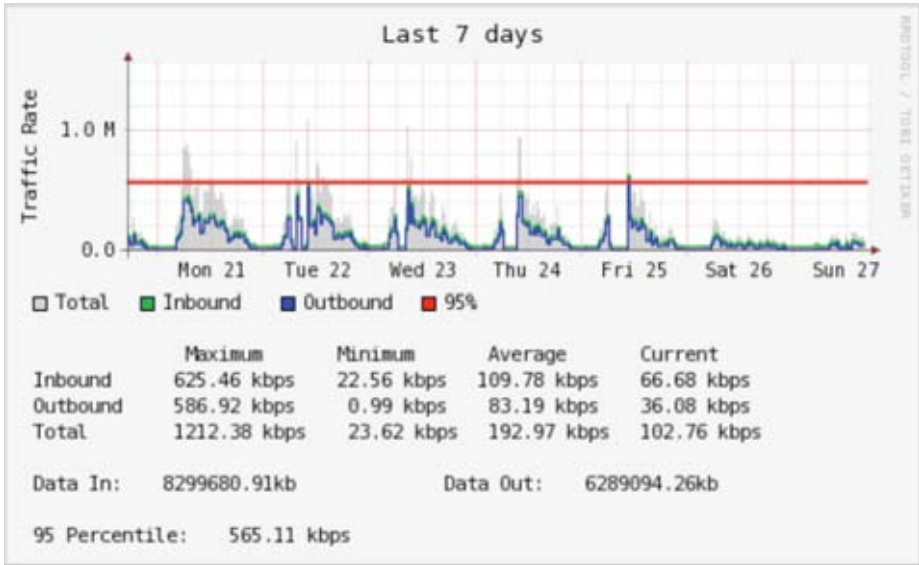 Last 7 days
RRDTOOL / TOBI OETIKER
Traffic Rate
1.0 M
0.0
Mon 21 Tue 22 Wed 23 Thu 24 Fri 25 Sat 26 Sun 27
Total Inbound Outbound 95%
Maximum Minimum Average Current
Inbound 625.46 kbps 22.56 kbps 109.78 kbps 66.68 kbps
Outbound 586.92 kbps 0.99 kbps 83.19 kbps 36.08 kbps
Total 1212.38 kbps 23.62 kbps 192.97 kbps 102.76 kbps
Data In: 8299680.91kb Data Out: 6289094.26kb
95 Percentile: 565.11 kbps